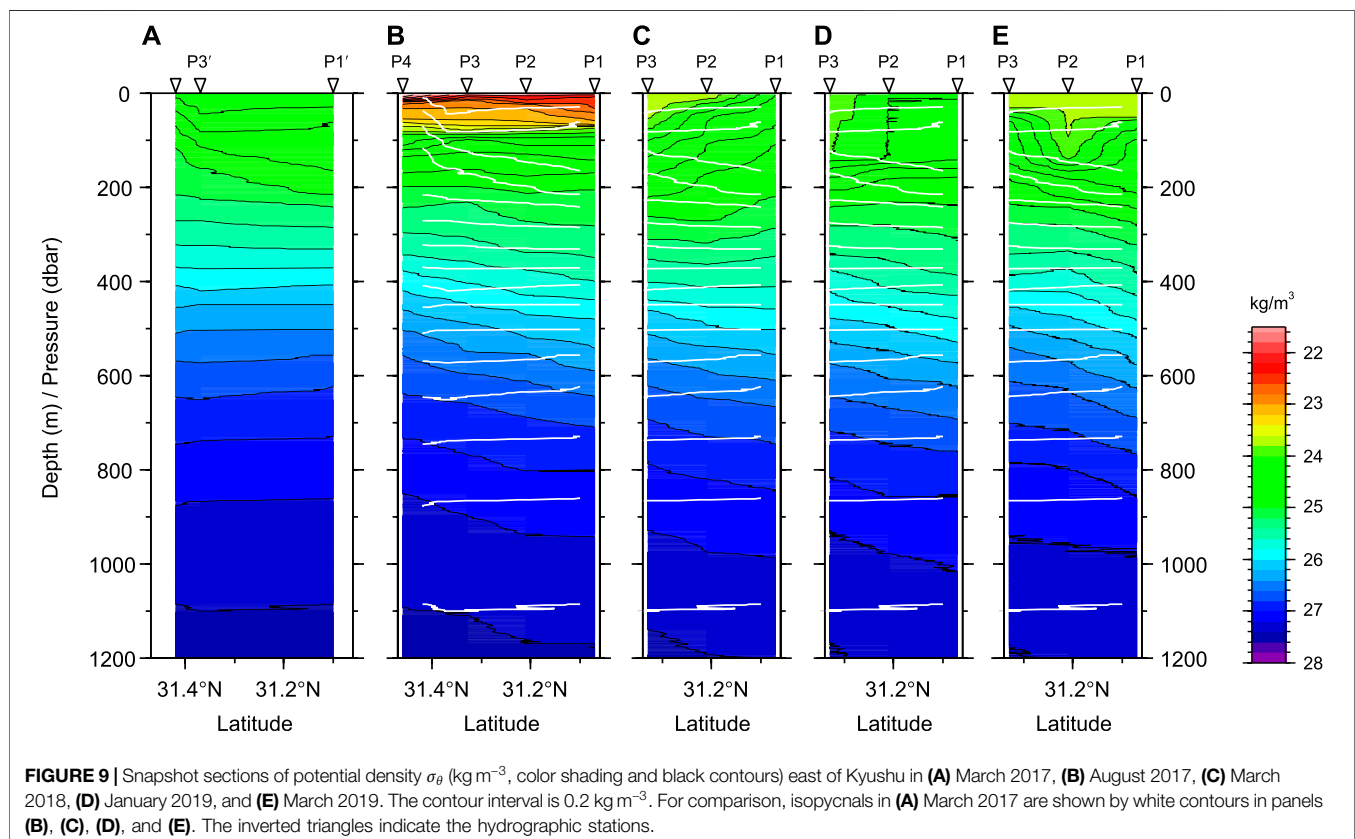 A B C D E
P3′ P1′ P4 P3 P2 P1 P3 P2 P1 P3 P2 P1 P3 P2 P1
0 0
200 200
400 400
600 600
800 800
1000 1000
1200 1200
Depth (m) / Pressure (dbar)
kg/m³
22
23
24
25
26
27
28
31.4°N 31.2°N 31.4°N 31.2°N 31.2°N 31.2°N 31.2°N
Latitude Latitude Latitude Latitude Latitude
FIGURE 9 | Snapshot sections of potential density σθ (kg m⁻³, color shading and black contours) east of Kyushu in (A) March 2017, (B) August 2017, (C) March
2018, (D) January 2019, and (E) March 2019. The contour interval is 0.2 kg m⁻³. For comparison, isopycnals in (A) March 2017 are shown by white contours in panels
(B), (C), (D), and (E). The inverted triangles indicate the hydrographic stations.